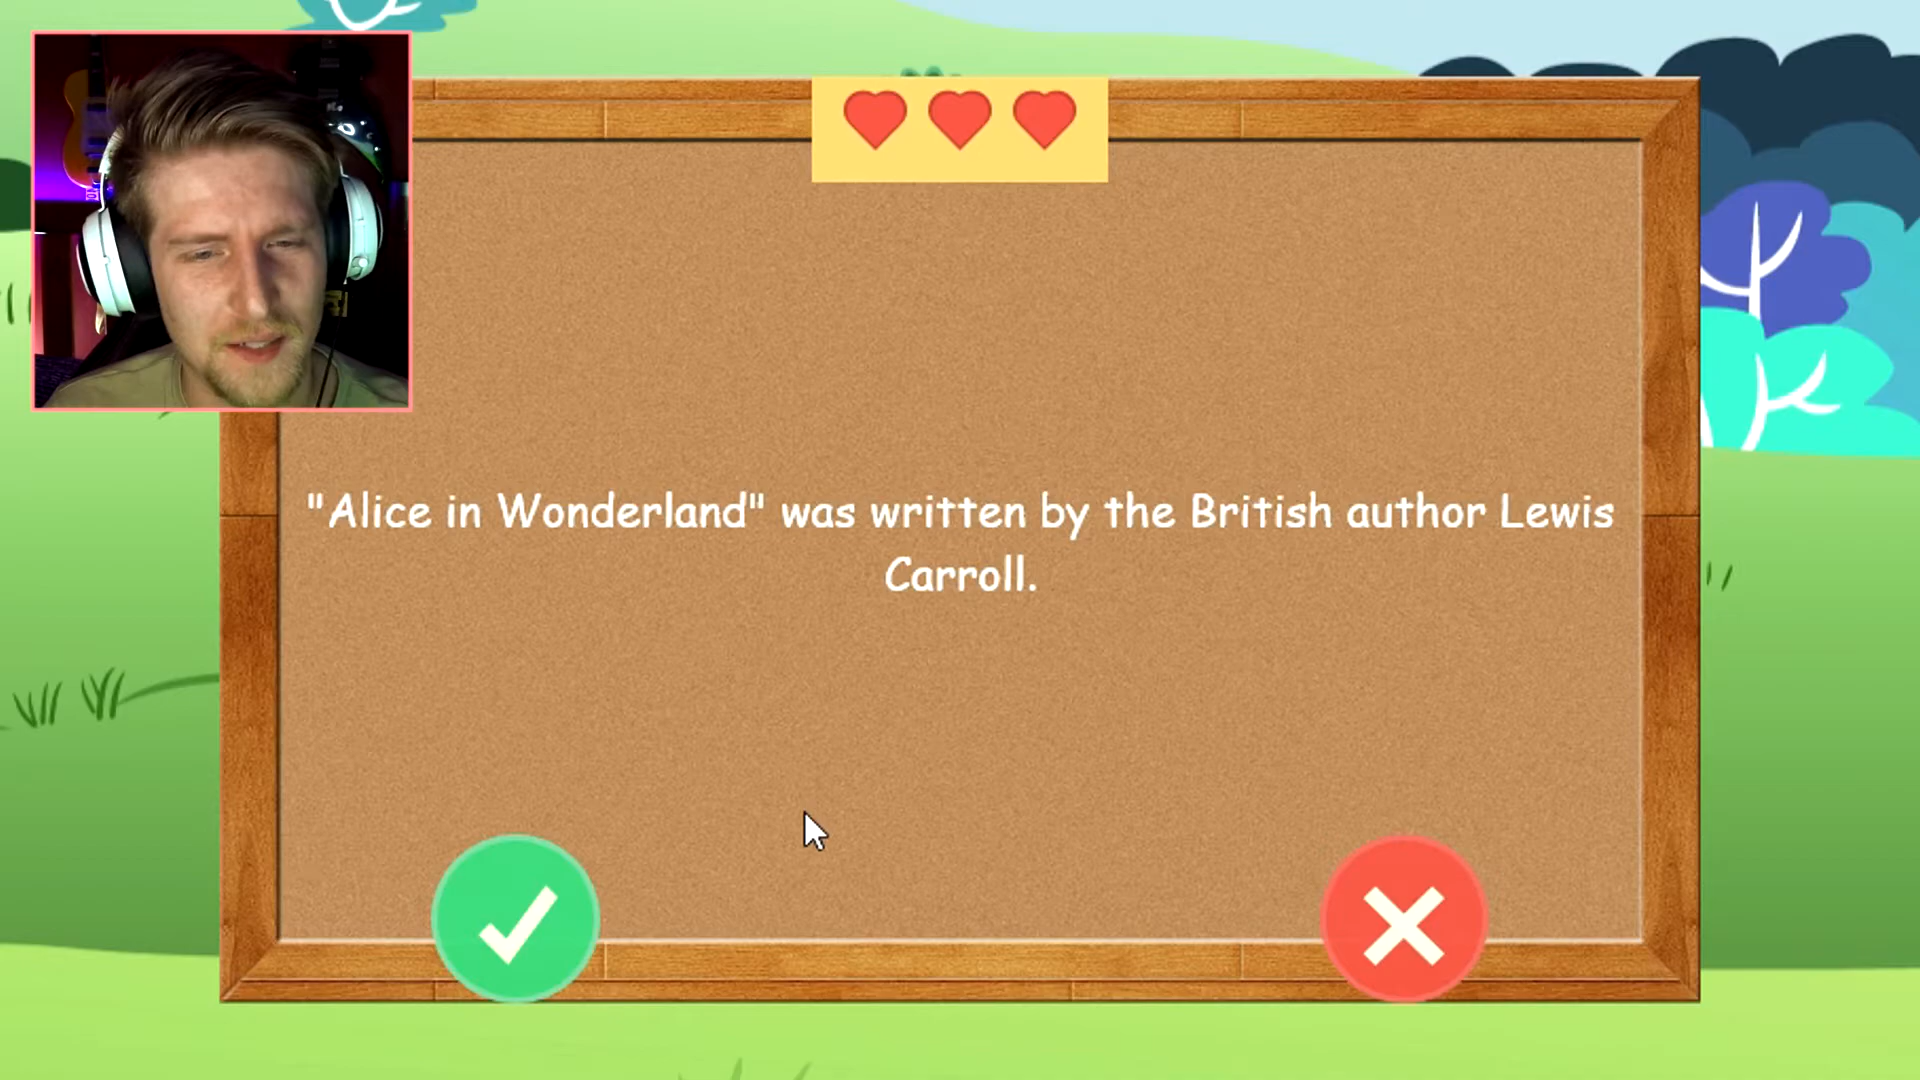 "Alice in Wonderland" was written by the British author Lewis
Carroll.